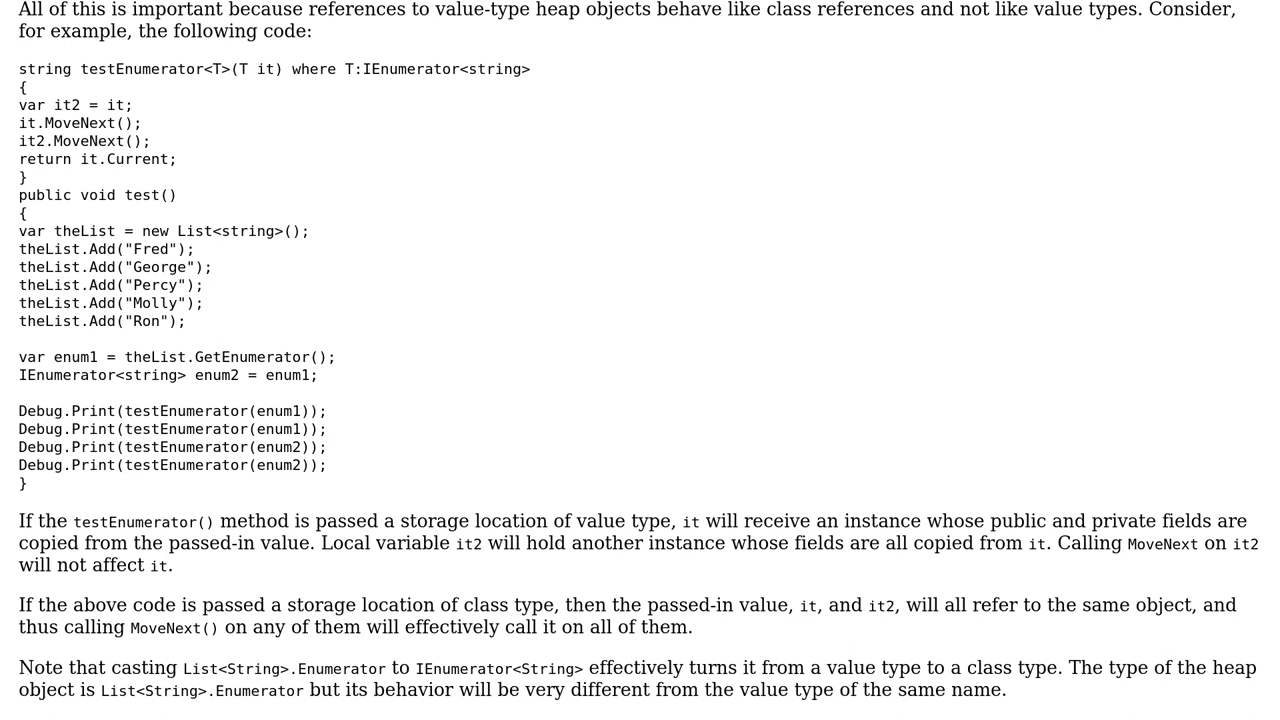 All of this is important because references to value-type heap objects behave like class references and not like value types. Consider,
for example, the following code:
string testEnumerator<T>(T it) where T:IEnumerator<string>
{
var it2 = it;
it.MoveNext();
it2.MoveNext();
return it.Current;
}
public void test()
{
var theList = new List<string>();
theList.Add("Fred");
theList.Add("George");
theList.Add("Percy");
theList.Add("Molly");
theList.Add("Ron");
var enum1 = theList.GetEnumerator();
IEnumerator<string> enum2 = enum1;
Debug.Print(testEnumerator(enum1));
Debug.Print(testEnumerator(enum1));
Debug.Print(testEnumerator(enum2));
Debug.Print(testEnumerator(enum2));
}
If the testEnumerator() method is passed a storage location of value type, it will receive an instance whose public and private fields are
copied from the passed-in value. Local variable it2 will hold another instance whose fields are all copied from it. Calling MoveNext on it2
will not affect it.
If the above code is passed a storage location of class type, then the passed-in value, it, and it2, will all refer to the same object, and
thus calling MoveNext() on any of them will effectively call it on all of them.
Note that casting List<String>.Enumerator to IEnumerator<String> effectively turns it from a value type to a class type. The type of the heap
object is List<String>.Enumerator but its behavior will be very different from the value type of the same name.